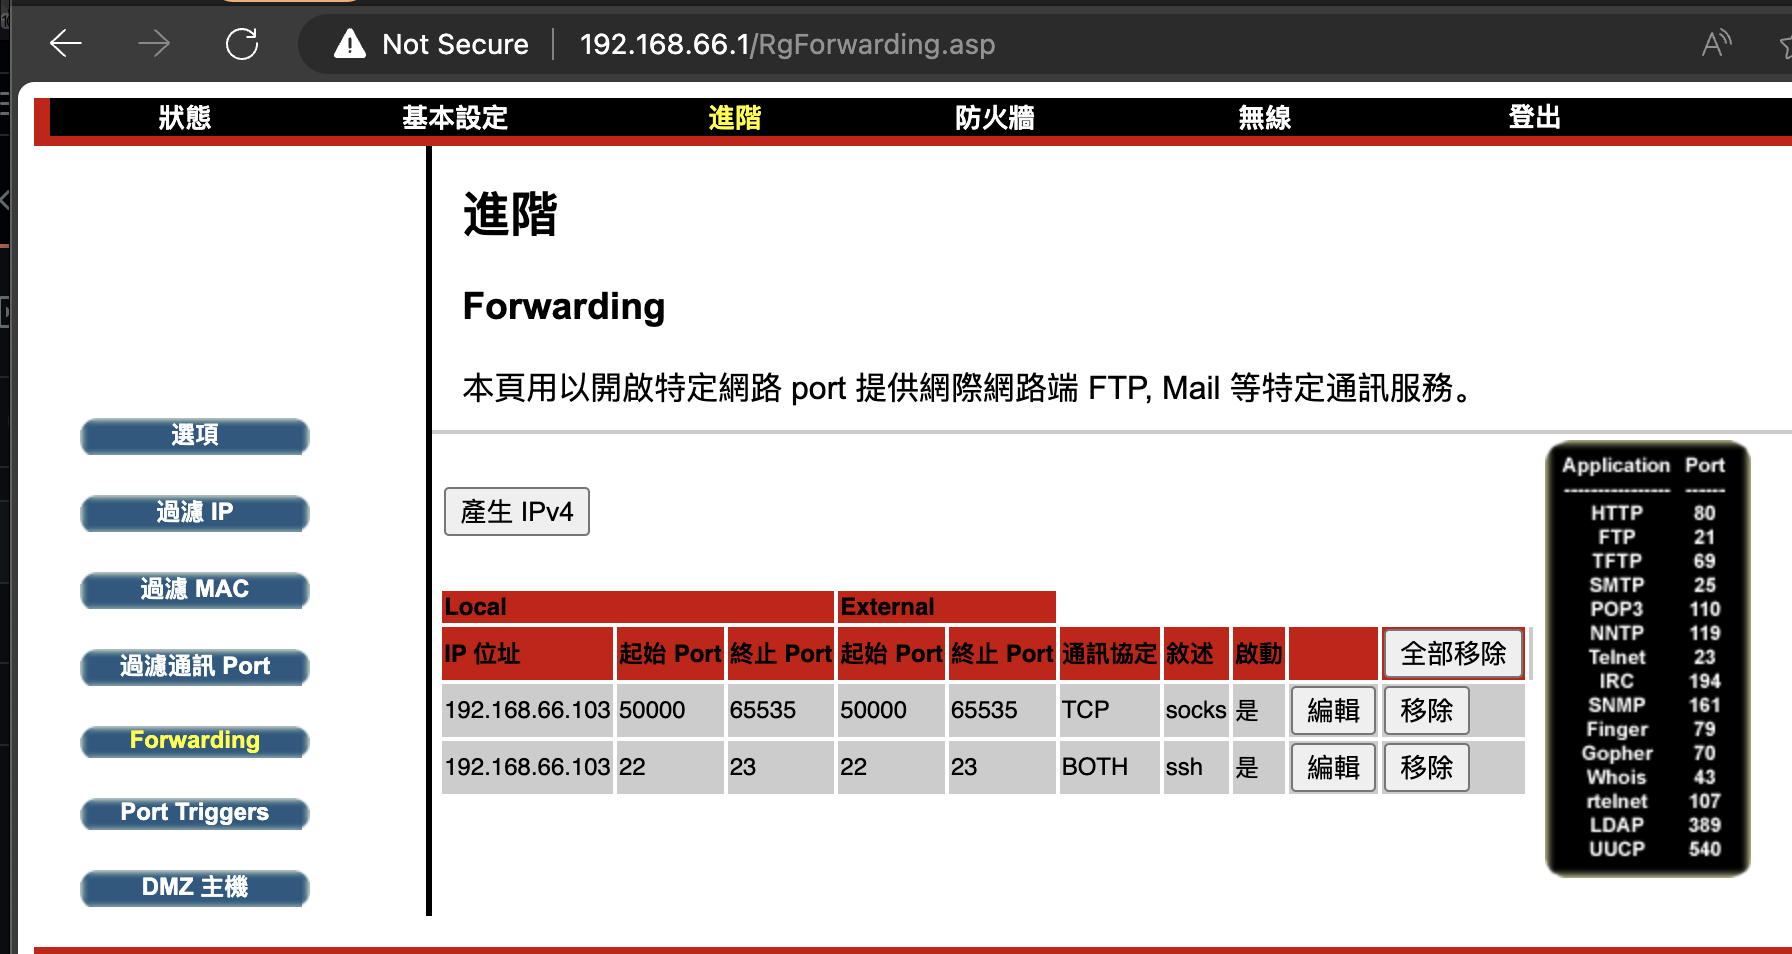 Not Secure 192.168.66.1/RgForwarding.asp
狀態 基本設定 進階 防火牆 無線 登出
進階
Forwarding
本頁用以開啟特定網路 port 提供網際網路端 FTP, Mail 等特定通訊服務。
選項
過濾 IP
過濾 MAC
過濾通訊 Port
Forwarding
Port Triggers
DMZ 主機
產生 IPv4
Local External
IP 位址 起始 Port 終止 Port 起始 Port 終止 Port 通訊協定 敘述 啟動 全部移除
192.168.66.103 50000 65535 50000 65535 TCP socks 是 編輯 移除
192.168.66.103 22 23 22 23 BOTH ssh 是 編輯 移除
Application Port
----------------- ------
HTTP 80
FTP 21
TFTP 69
SMTP 25
POP3 110
NNTP 119
Telnet 23
IRC 194
SNMP 161
Finger 79
Gopher 70
Whois 43
rtelnet 107
LDAP 389
UUCP 540